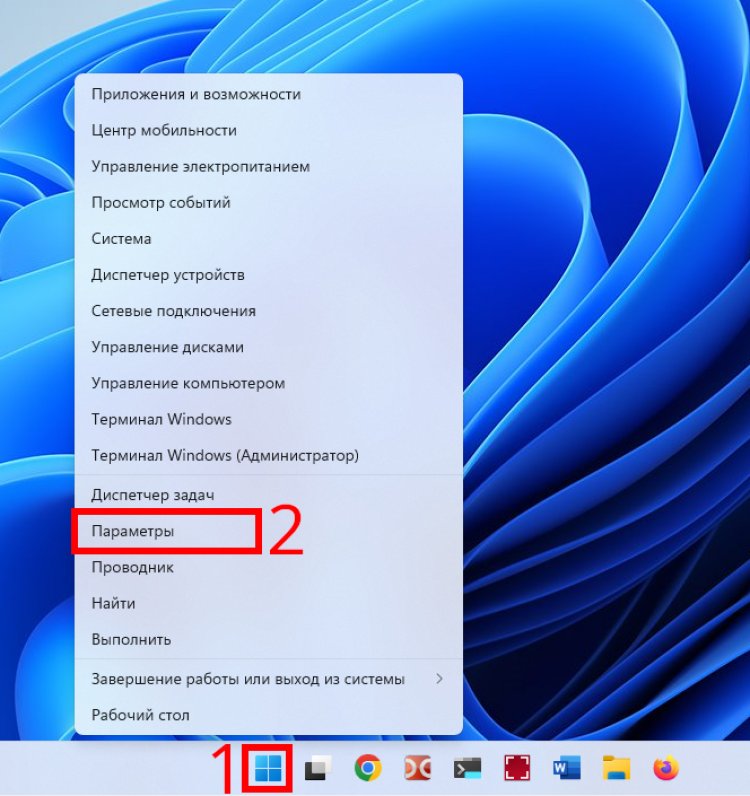 Приложения и возможности
Центр мобильности
Управление электропитанием
Просмотр событий
Система
Диспетчер устройств
Сетевые подключения
Управление дисками
Управление компьютером
Терминал Windows
Терминал Windows (Администратор)
Диспетчер задач
Параметры 2
Проводник
Найти
Выполнить
Завершение работы или выход из системы
Рабочий стол
1